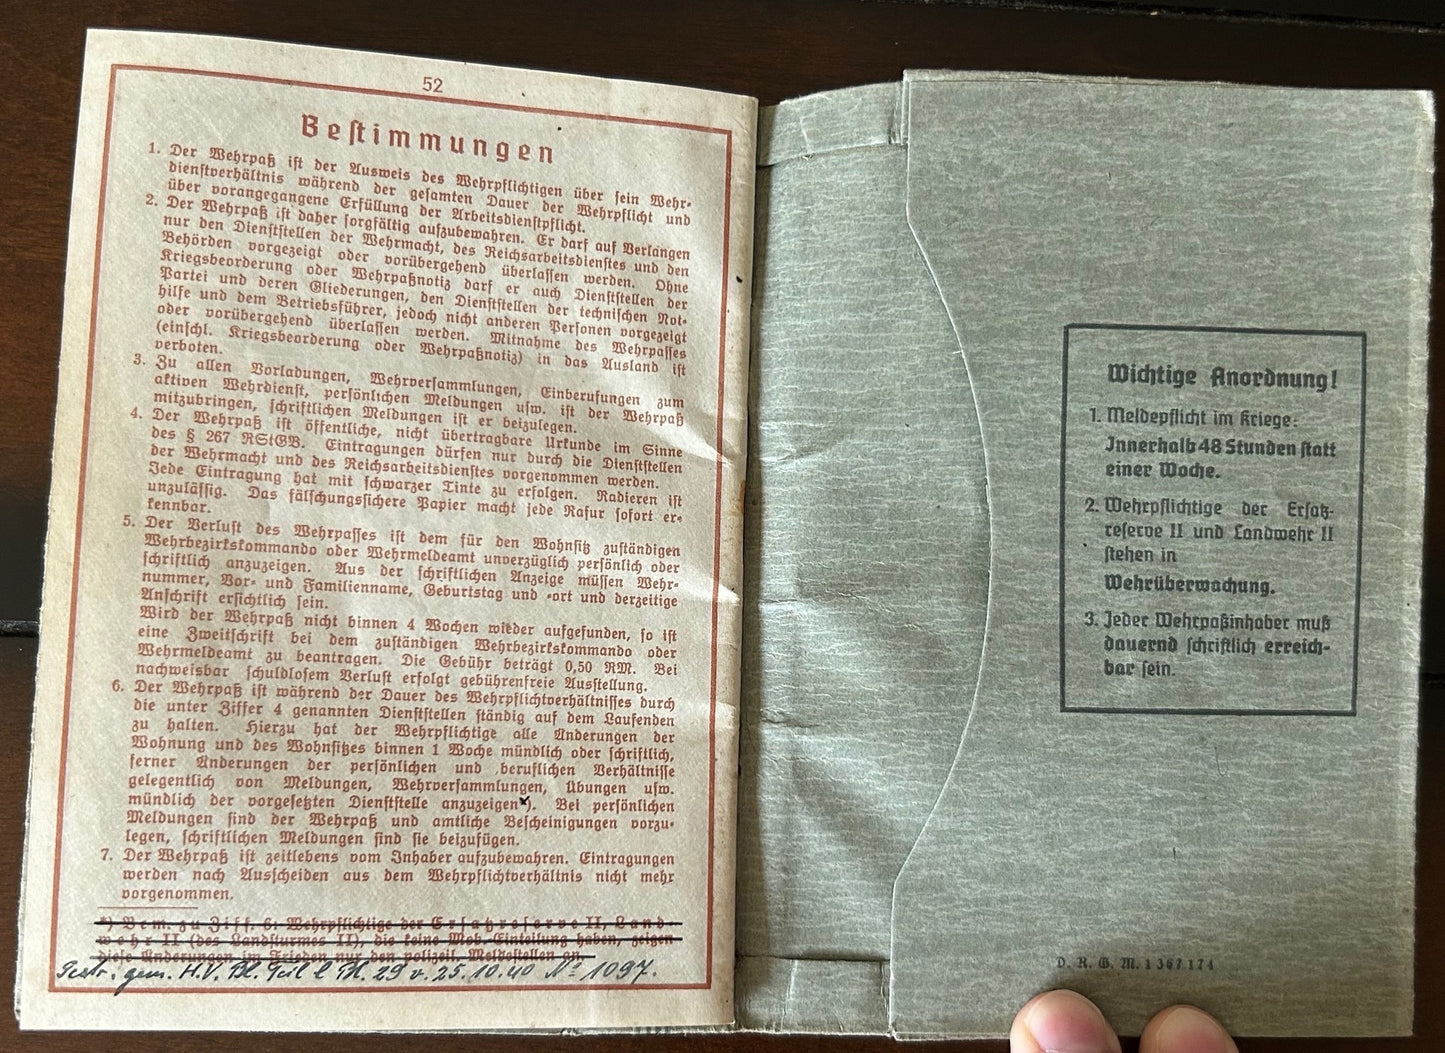 52
Bestimmungen
1. Der Wehrpaß ist der Ausweis des Wehrpflichtigen über sein Wehr-
dienstverhältnis während der gesamten Dauer der Wehrpflicht und
über vorangegangene Erfüllung der Arbeitsdienstpflicht.
2. Der Wehrpaß ist daher sorgfältig aufzubewahren. Er darf auf Verlangen
nur den Dienststellen der Wehrmacht, des Reichsarbeitsdienstes und den
Behörden vorgezeigt oder vorübergehend überlassen werden. Ohne
Kriegsbeorderung oder Wehrpaßnotiz darf er auch Dienststellen der
Partei und deren Gliederungen, den Dienststellen der technischen Not-
hilfe und dem Betriebsführer, jedoch nicht anderen Personen vorgezeigt
oder vorübergehend überlassen werden. Mitnahme des Wehrpasses
(einschl. Kriegsbeorderung oder Wehrpaßnotiz) in das Ausland ist
verboten.
3. Zu allen Vorladungen, Wehrversammlungen, Einberufungen zum
aktiven Wehrdienst, persönlichen Meldungen usw. ist der Wehrpaß
mitzubringen, schriftlichen Meldungen ist er beizulegen.
4. Der Wehrpaß ist öffentliche, nicht übertragbare Urkunde im Sinne
des § 267 RStGB. Eintragungen dürfen nur durch die Dienststellen
der Wehrmacht und des Reichsarbeitsdienstes vorgenommen werden.
Jede Eintragung hat mit schwarzer Tinte zu erfolgen. Radieren ist
unzulässig. Das fälschungssichere Papier macht jede Rasur sofort er-
kennbar.
5. Der Verlust des Wehrpasses ist dem für den Wohnsitz zuständigen
Wehrbezirkskommando oder Wehrmeldeamt unverzüglich persönlich oder
schriftlich anzuzeigen. Aus der schriftlichen Anzeige müssen Wehr-
nummer, Vor- und Familienname, Geburtstag und -ort und derzeitige
Anschrift ersichtlich sein.
Wird der Wehrpaß nicht binnen 4 Wochen wieder aufgefunden, so ist
eine Zweitschrift bei dem zuständigen Wehrbezirkskommando oder
Wehrmeldeamt zu beantragen. Die Gebühr beträgt 0,50 RM. Bei
nachweisbar schuldlosem Verlust erfolgt gebührenfreie Ausstellung.
6. Der Wehrpaß ist während der Dauer des Wehrpflichtverhältnisses durch
die unter Ziffer 4 genannten Dienststellen ständig auf dem Laufenden
zu halten. Hierzu hat der Wehrpflichtige alle Änderungen der
Wohnung und des Wohnsitzes binnen 1 Woche mündlich oder schriftlich,
ferner Änderungen der persönlichen und beruflichen Verhältnisse
gelegentlich von Meldungen, Wehrversammlungen, Übungen usw.
mündlich der vorgesetzten Dienststelle anzuzeigen*). Bei persönlichen
Meldungen sind der Wehrpaß und amtliche Bescheinigungen vorzu-
legen, schriftlichen Meldungen sind sie beizufügen.
7. Der Wehrpaß ist zeitlebens vom Inhaber aufzubewahren. Eintragungen
werden nach Ausscheiden aus dem Wehrpflichtverhältnis nicht mehr
vorgenommen.
*) Bem. zu Ziff. 6: Wehrpflichtige der Ersatzreserve II, Land-
wehr II (des Landsturmes II), die keine Mob.-Einteilung haben, zeigen
diese Änderungen im Frieden nur den polizeil. Meldestellen an.
gem. H.V. Bl. Teil 29 v. 25.10.40 No 1097.
Wichtige Anordnung!
1. Meldepflicht im Kriege:
Innerhalb 48 Stunden statt
einer Woche.
2. Wehrpflichtige der Ersatz-
reserve II und Landwehr II
stehen in
Wehrüberwachung.
3. Jeder Wehrpaßinhaber muß
dauernd schriftlich erreich-
bar sein.
D. R. G. M. 1 367 174